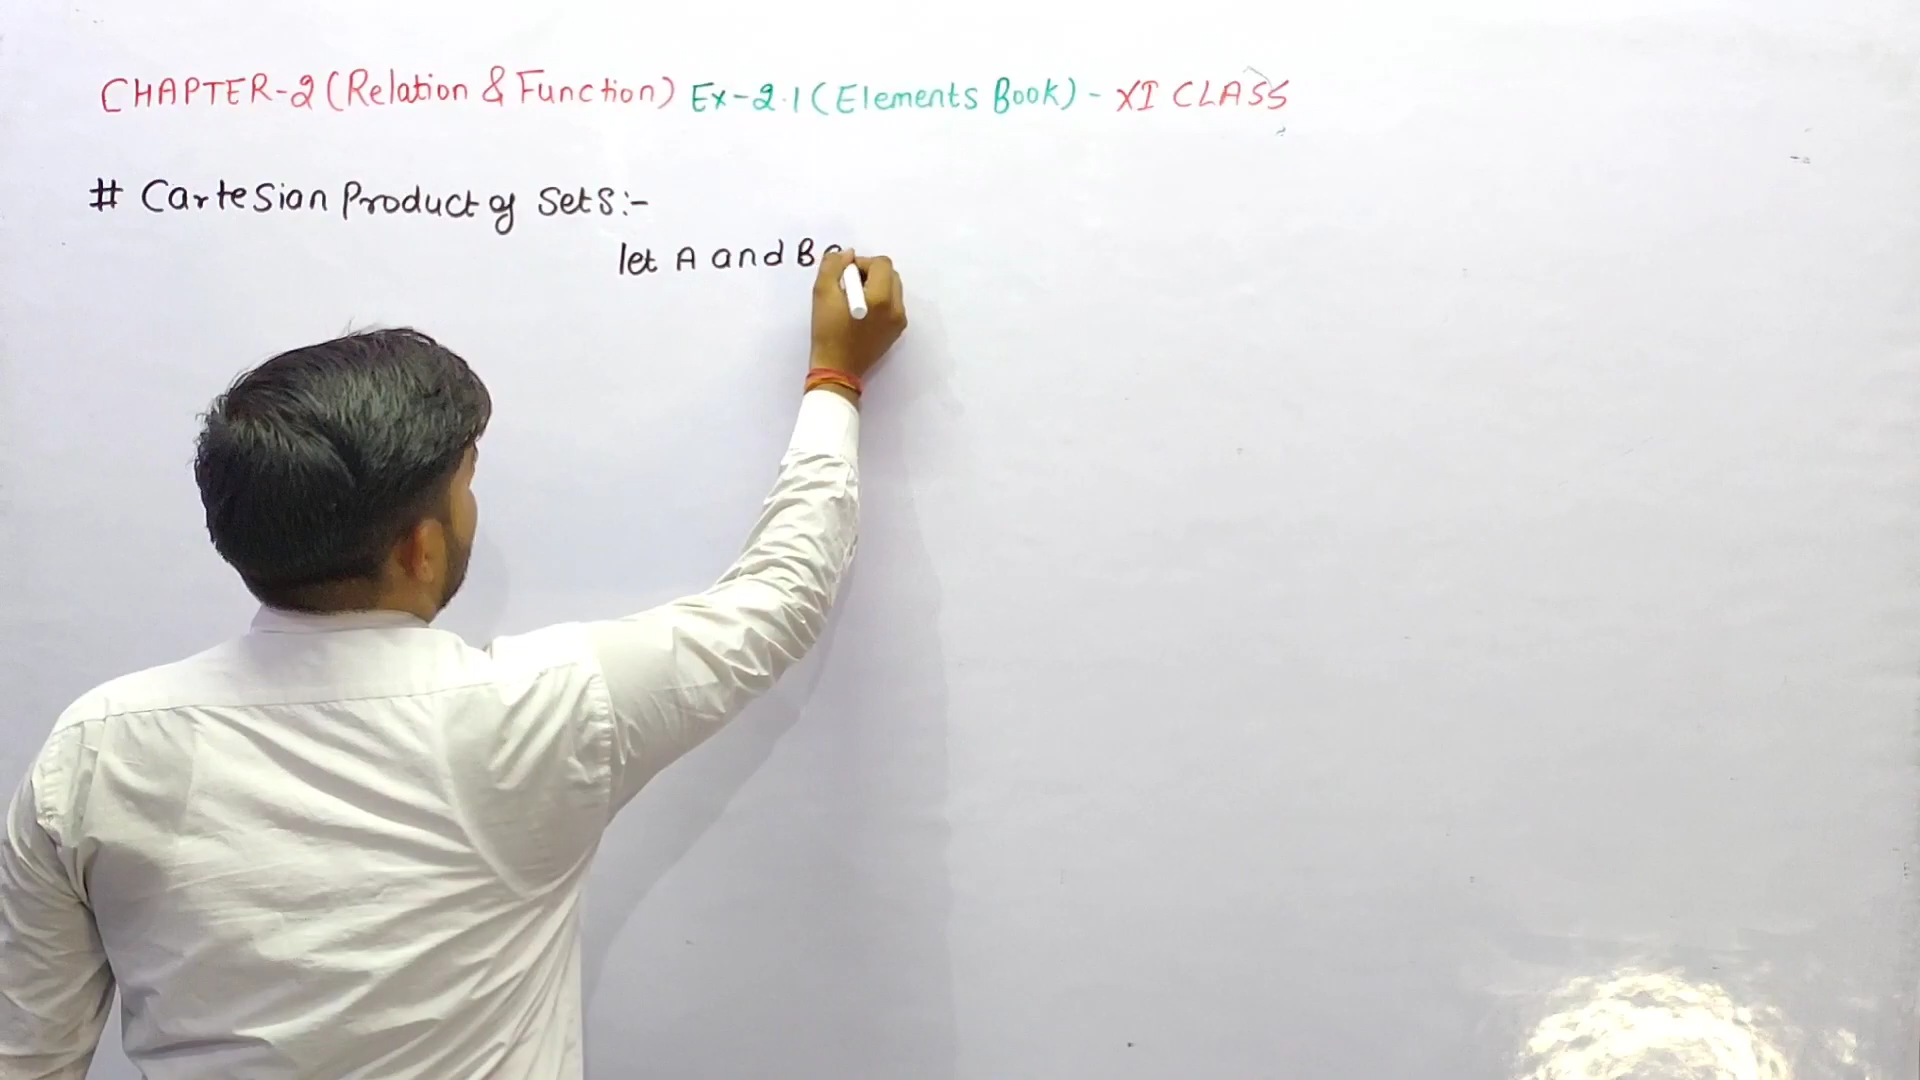 CHAPTER-2 (Relation & Function) Ex-2.1 (Elements Book) - XI CLASS
# Cartesian Product of Sets:-
let A and B